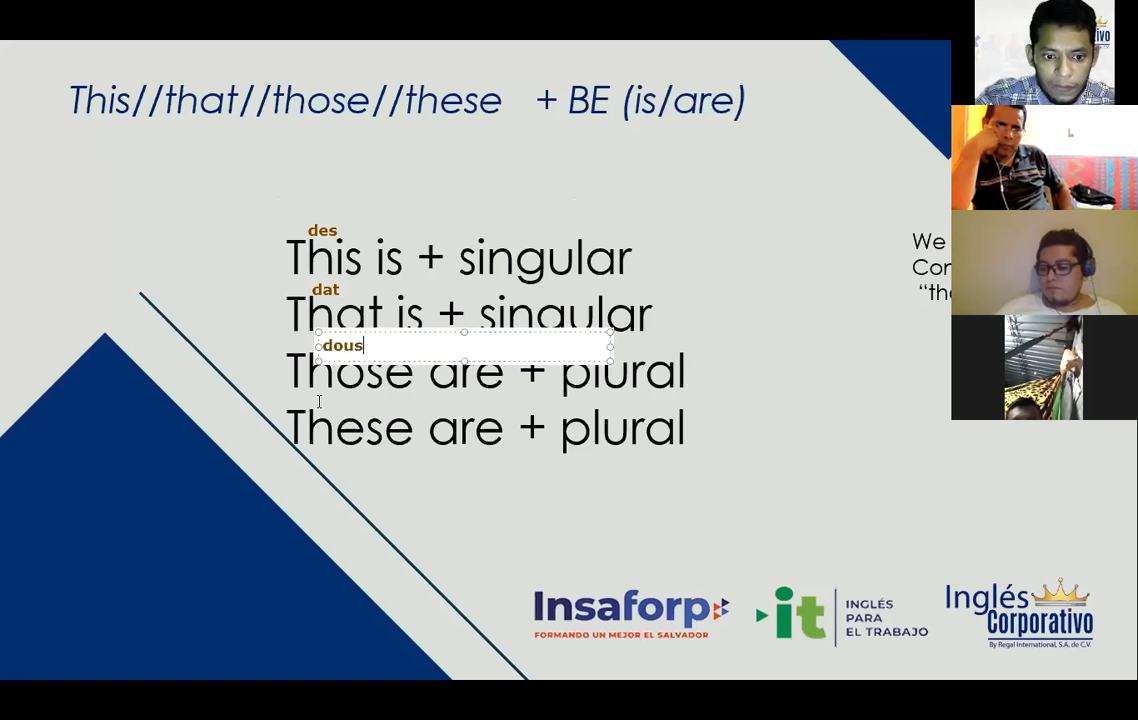 This//that//those//these + BE (is/are)
des
This is + singular
dat
That is + singular
dous
Those are + plural
These are + plural
We
Con
“the
Insaforp
FORMANDO UN MEJOR EL SALVADOR
it
INGLÉS
PARA
EL TRABAJO
Inglés
Corporativo
By Regal International, S.A. de C.V.